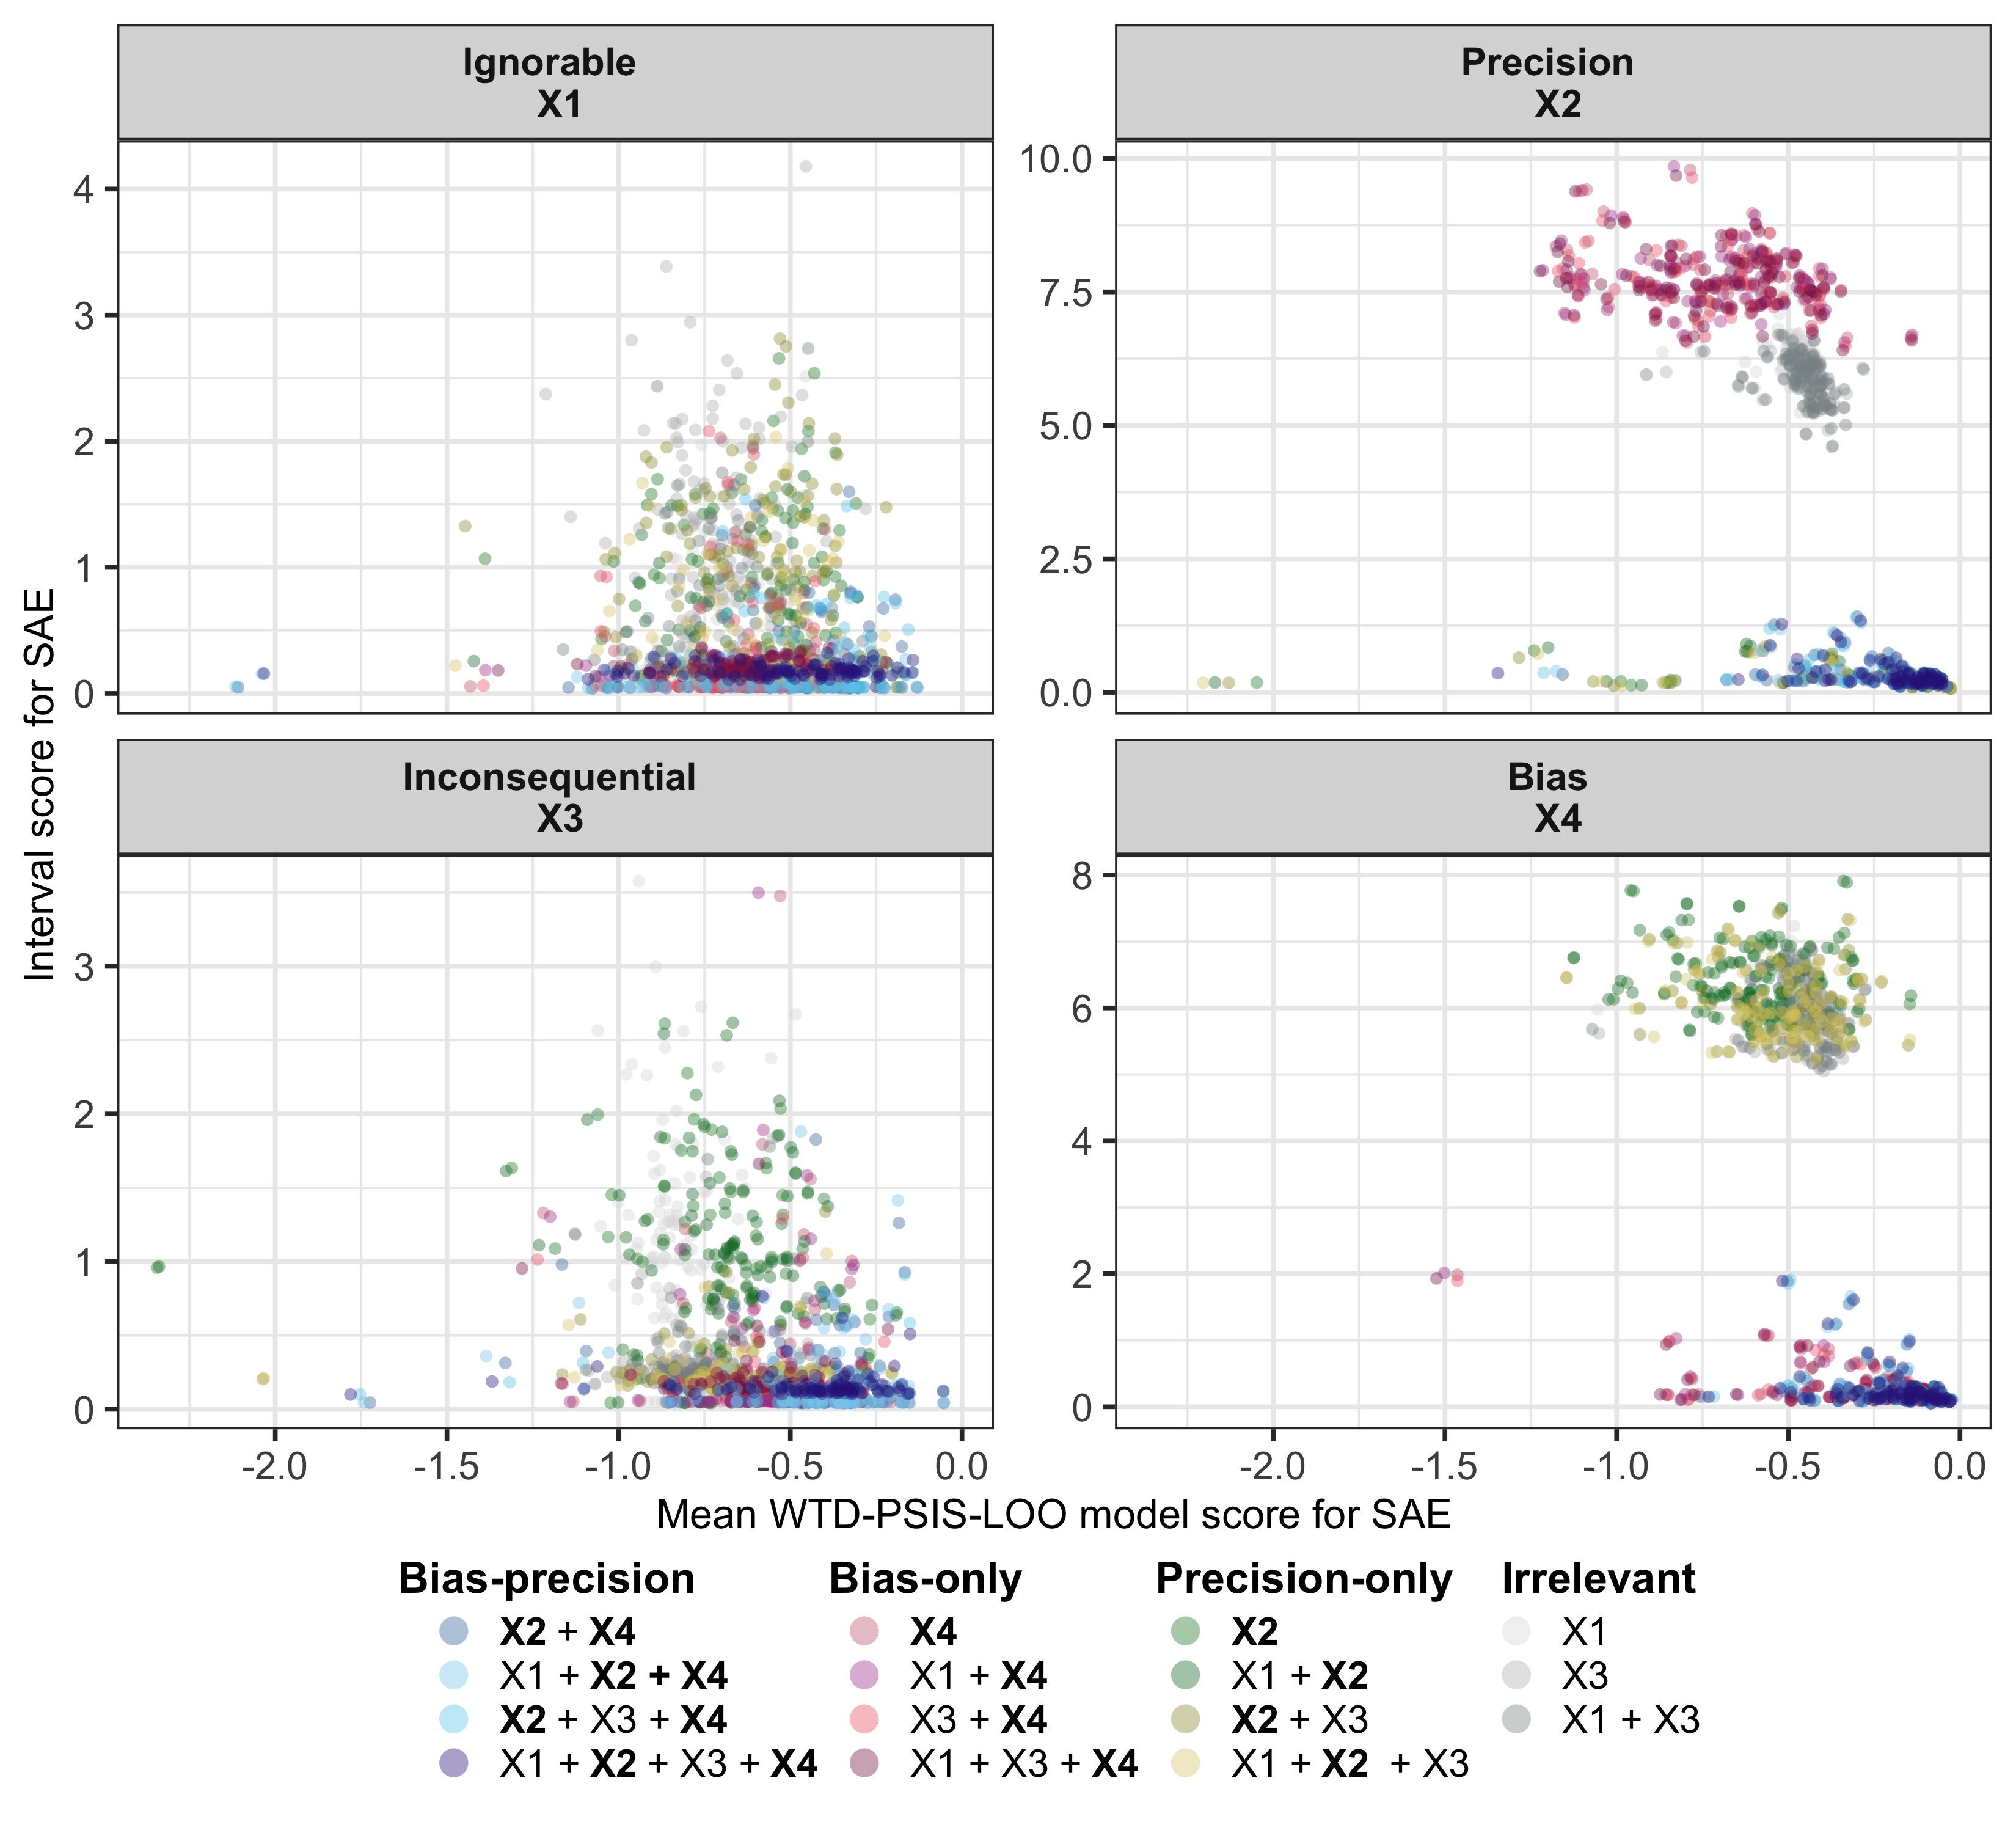 Ignorable
X1
Precision
X2
4
3
2
1
0
10.0
7.5
5.0
2.5
0.0
Interval score for SAE
Inconsequential
X3
Bias
X4
3
2
1
0
8
6
4
2
0
-2.0 -1.5 -1.0 -0.5 0.0
-2.0 -1.5 -1.0 -0.5 0.0
Mean WTD-PSIS-LOO model score for SAE
Bias-precision
X2 + X4
X1 + X2 + X4
X2 + X3 + X4
X1 + X2 + X3 + X4
Bias-only
X4
X1 + X4
X3 + X4
X1 + X3 + X4
Precision-only
X2
X1 + X2
X2 + X3
X1 + X2 + X3
Irrelevant
X1
X3
X1 + X3